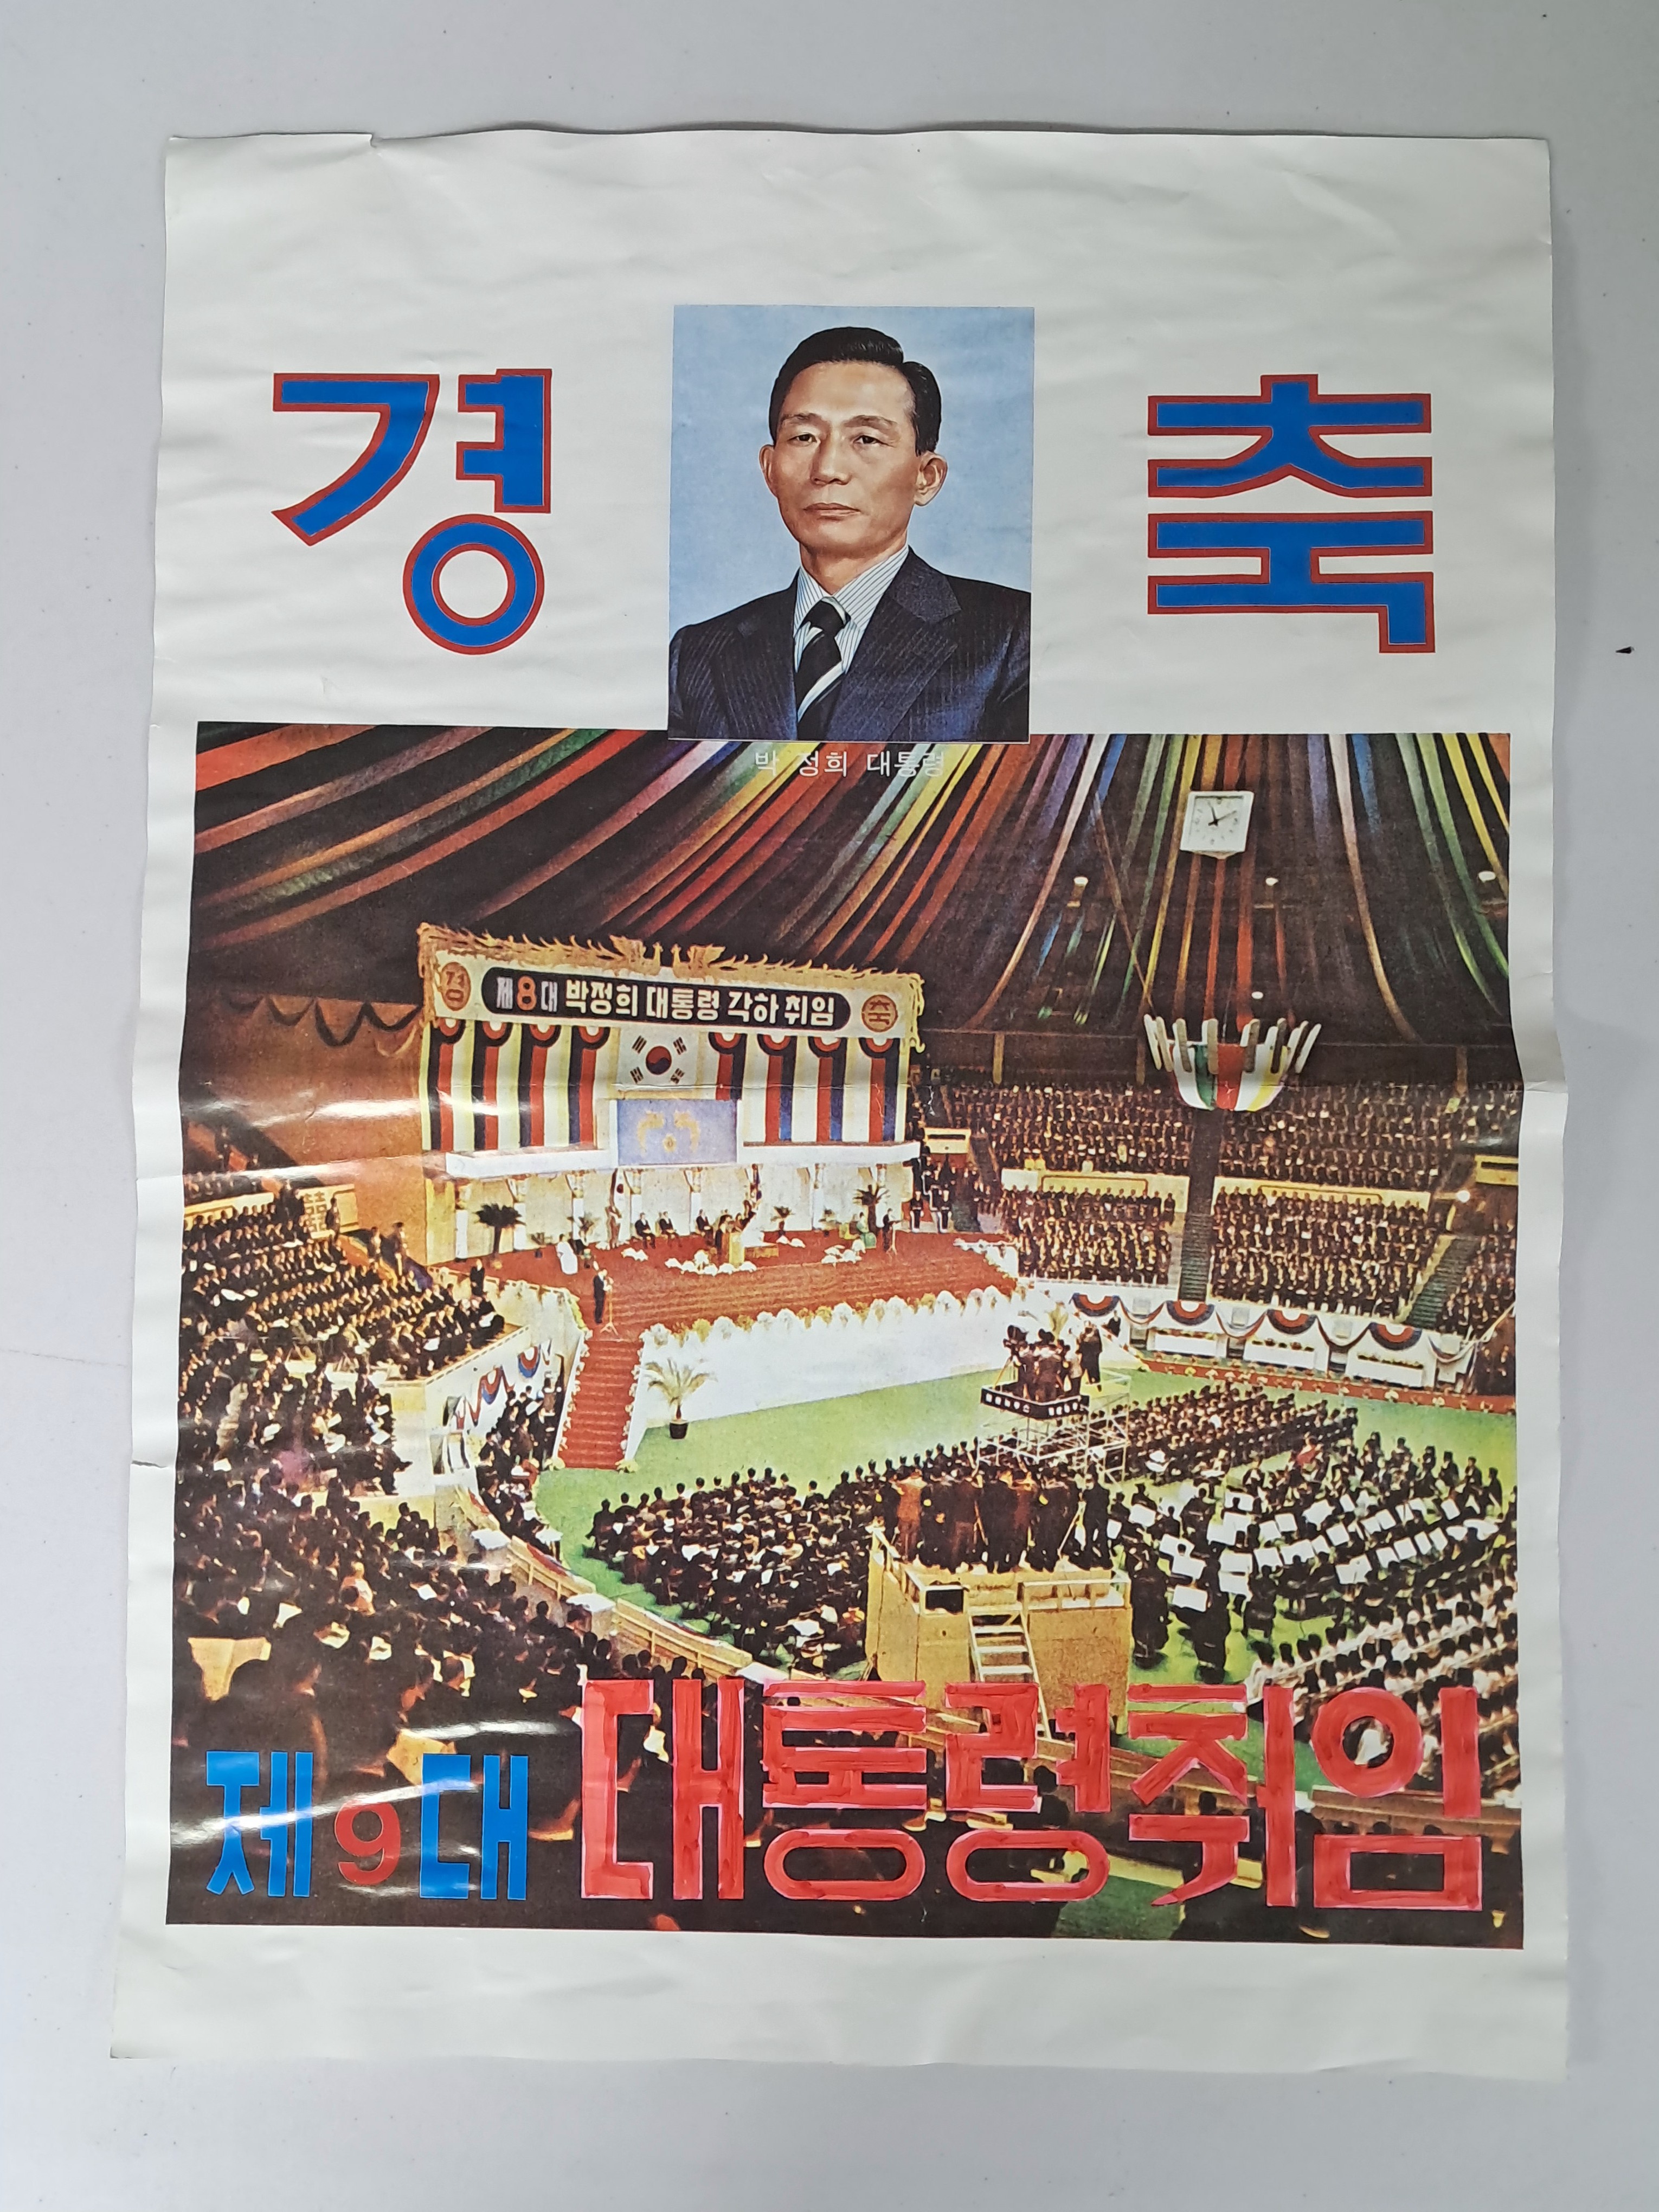 경 축
박 정희 대통령
경 제8대 박정희 대통령 각하 취임 축
제9대 대통령취임